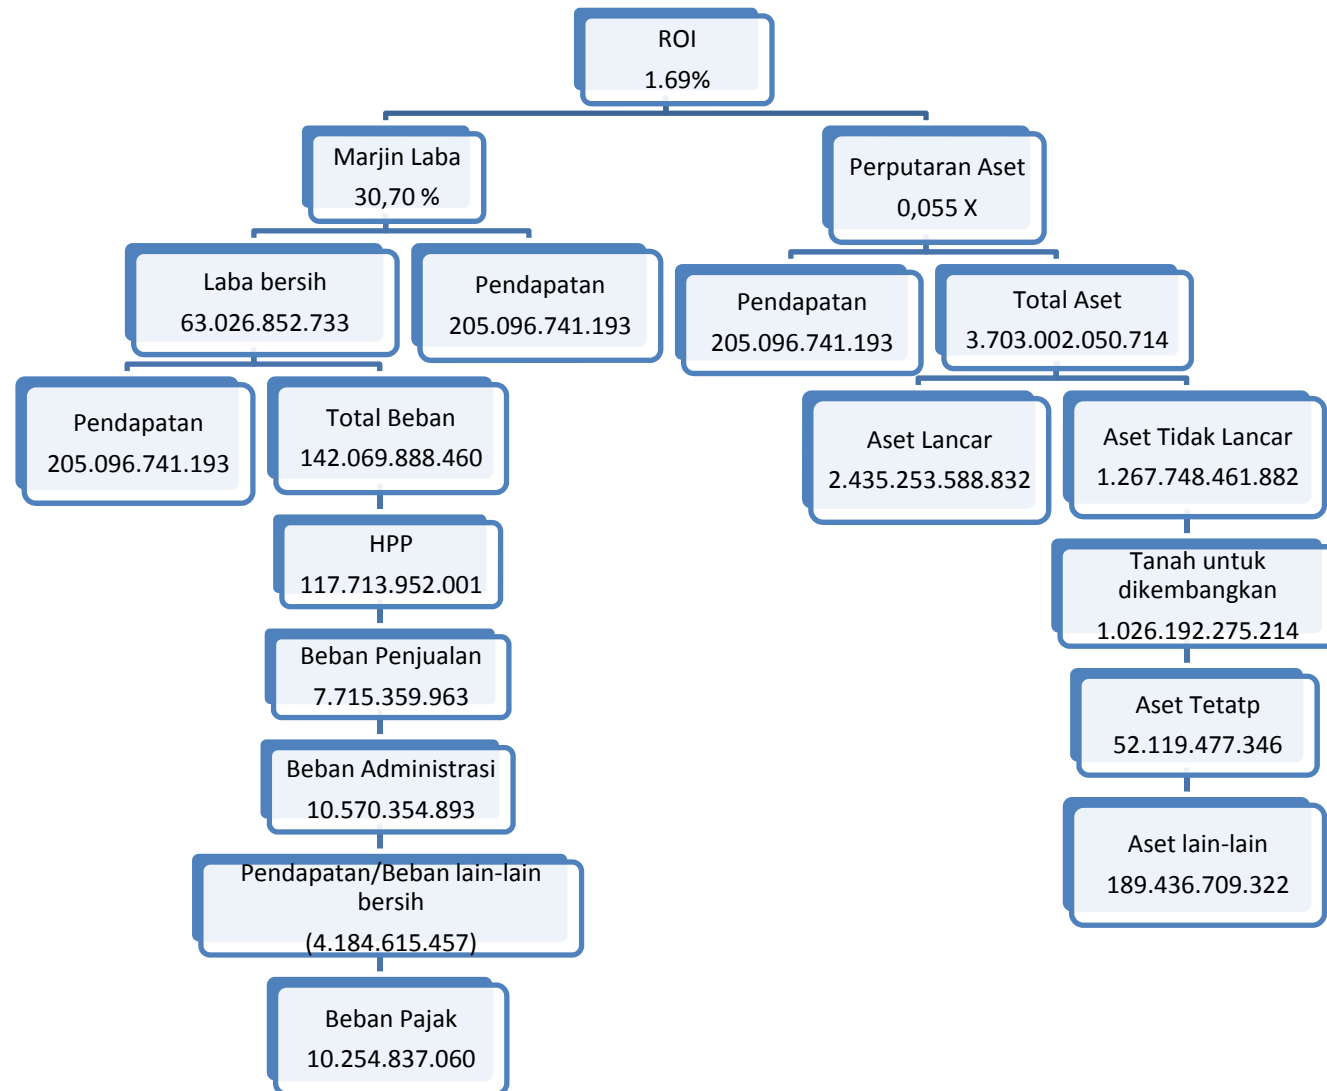 ROI
1.69%
Marjin Laba
30,70 %
Perputaran Aset
0,055 X
Laba bersih
63.026.852.733
Pendapatan
205.096.741.193
Pendapatan
205.096.741.193
Total Aset
3.703.002.050.714
Pendapatan
205.096.741.193
Total Beban
142.069.888.460
Aset Lancar
2.435.253.588.832
Aset Tidak Lancar
1.267.748.461.882
HPP
117.713.952.001
Tanah untuk
dikembangkan
1.026.192.275.214
Beban Penjualan
7.715.359.963
Aset Tetatp
52.119.477.346
Beban Administrasi
10.570.354.893
Aset lain-lain
189.436.709.322
Pendapatan/Beban lain-lain
bersih
(4.184.615.457)
Beban Pajak
10.254.837.060